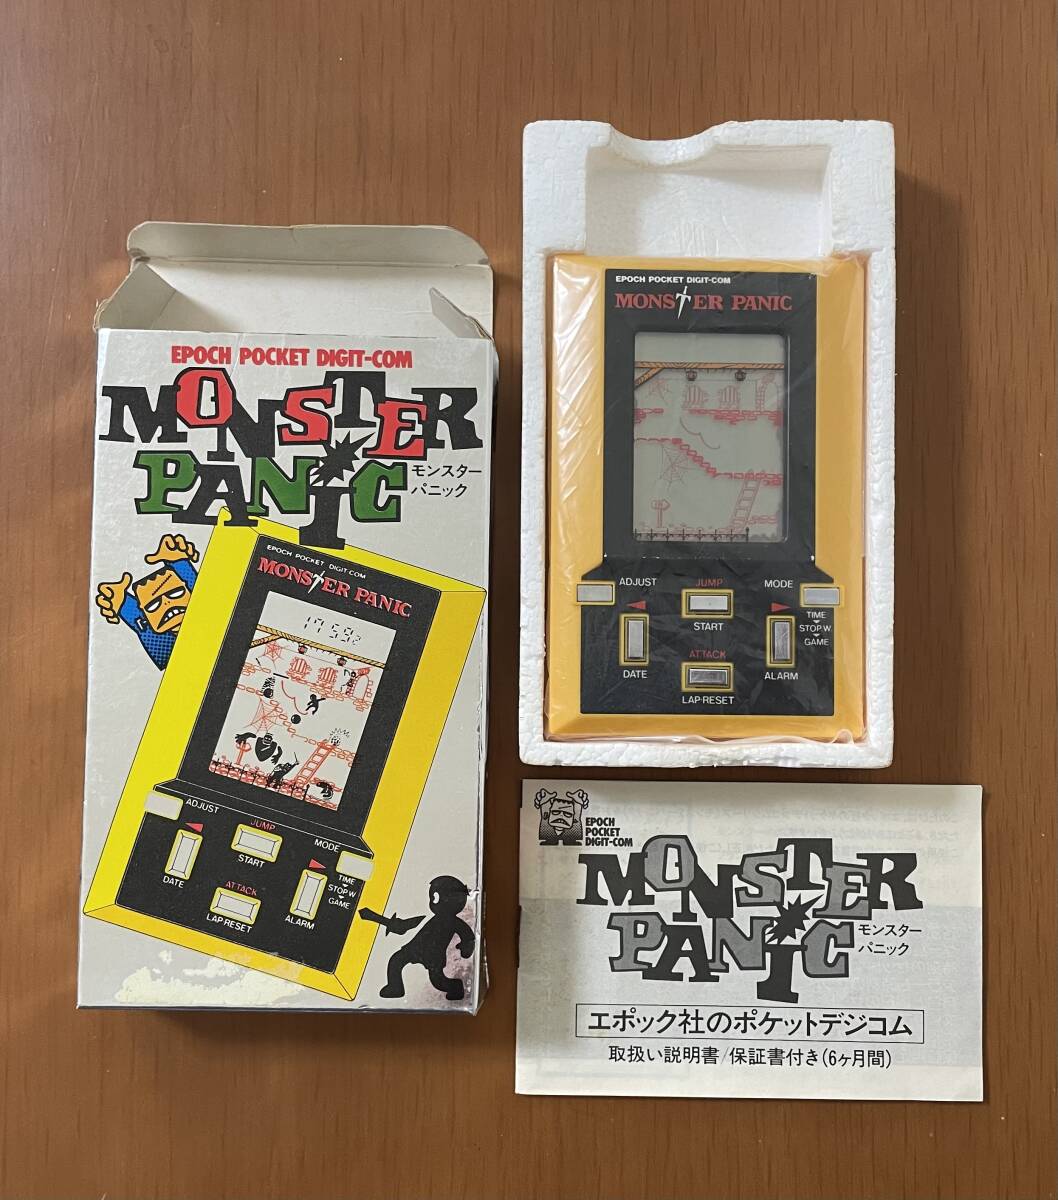 EPOCH POCKET DIGIT-COM
MONSTER
PANIC
モンスター
パニック
EPOCH POCKET DIGIT-COM
MONSTER PANIC
17 592
ADJUST
JUMP
START
MODE
DATE
ATTACK
LAP·RESET
ALARM
TIME
STOP.W
GAME
EPOCH POCKET DIGIT-COM
MONSTER PANIC
ADJUST
JUMP
MODE
START
TIME
STOP.W
GAME
ATTACK
DATE
ALARM
LAP·RESET
EPOCH
POCKET
DIGIT-COM
MONSTER
PANIC
モンスター
パニック
エポック社のポケットデジコム
取扱い説明書/保証書付き(6ヶ月間)